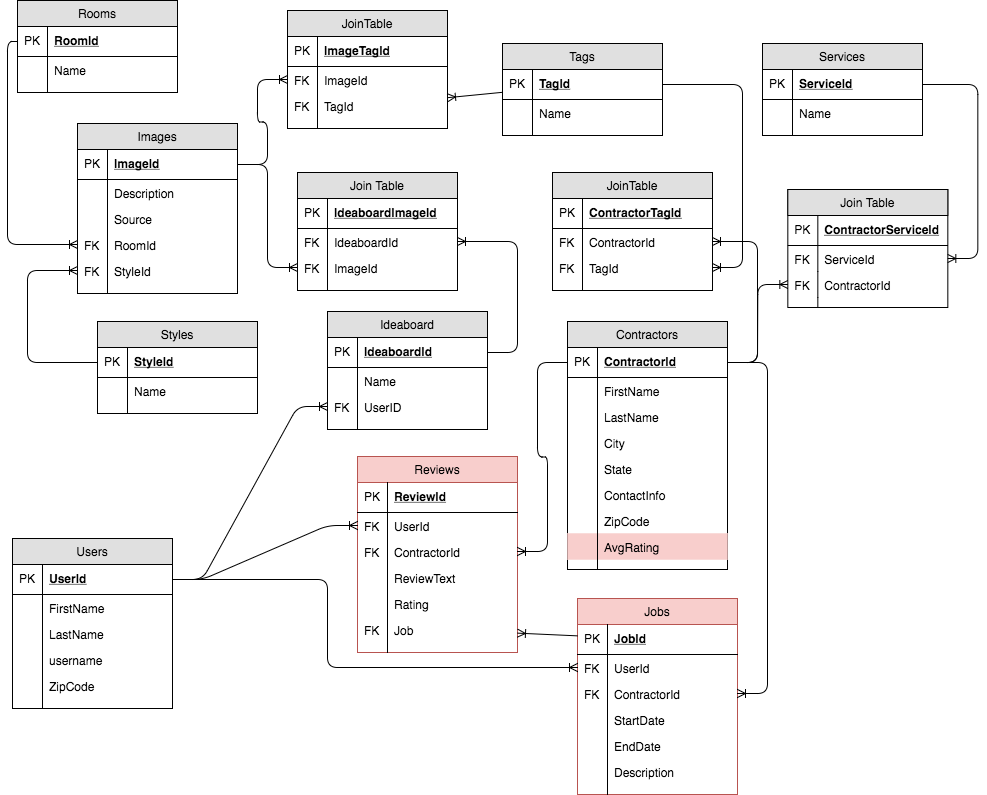 Rooms
PK RoomId
Name
JoinTable
PK ImageTagId
FK ImageId
FK TagId
Tags
PK TagId
Name
Services
PK ServiceId
Name
Images
PK ImageId
Description
Source
FK RoomId
FK StyleId
Join Table
PK IdeaboardImageId
FK IdeaboardId
FK ImageId
JoinTable
PK ContractorTagId
FK ContractorId
FK TagId
Join Table
PK ContractorServiceId
FK ServiceId
FK ContractorId
Styles
PK StyleId
Name
Ideaboard
PK IdeaboardId
Name
FK UserID
Contractors
PK ContractorId
FirstName
LastName
City
State
ContactInfo
ZipCode
AvgRating
Reviews
PK ReviewId
FK UserId
FK ContractorId
ReviewText
Rating
FK Job
Users
PK UserId
FirstName
LastName
username
ZipCode
Jobs
PK JobId
FK UserId
FK ContractorId
StartDate
EndDate
Description